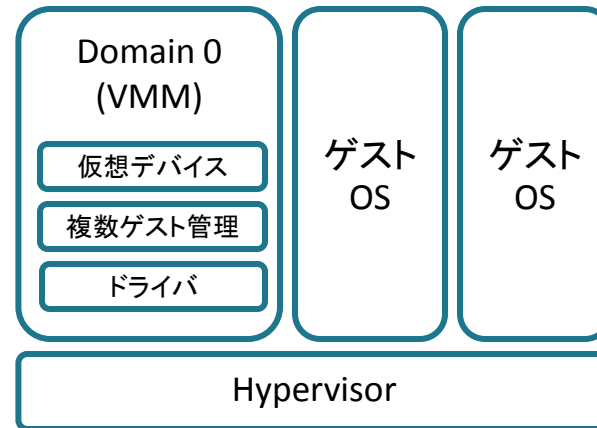 Domain 0
(VMM)
仮想デバイス
複数ゲスト管理
ドライバ
ゲスト
OS
ゲスト
OS
Hypervisor